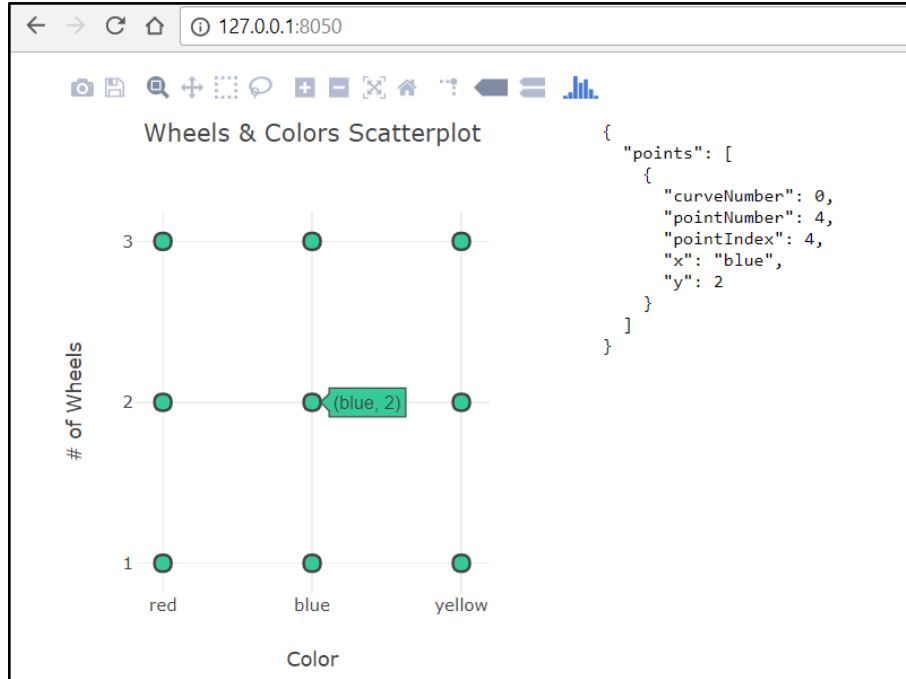 127.0.0.1:8050
Wheels & Colors Scatterplot
3
2
1
# of Wheels
(blue, 2)
red blue yellow
Color
{
  "points": [
    {
      "curveNumber": 0,
      "pointNumber": 4,
      "pointIndex": 4,
      "x": "blue",
      "y": 2
    }
  ]
}